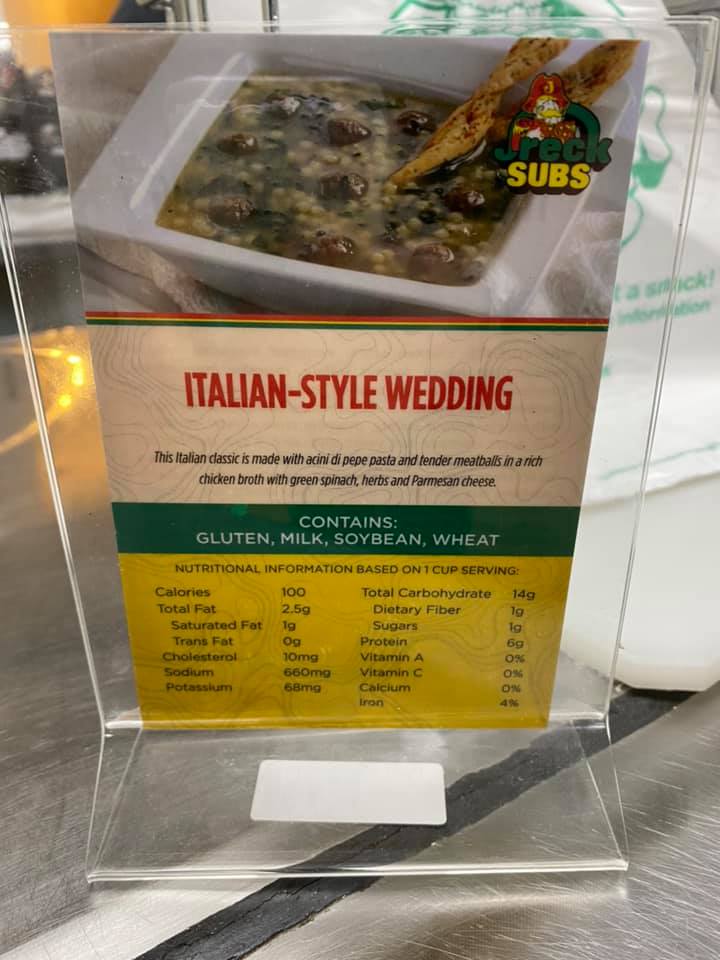 Jreck
SUBS
t a snack!
information
ITALIAN-STYLE WEDDING
This Italian classic is made with acini di pepe pasta and tender meatballs in a rich
chicken broth with green spinach, herbs and Parmesan cheese.
CONTAINS:
GLUTEN, MILK, SOYBEAN, WHEAT
NUTRITIONAL INFORMATION BASED ON 1 CUP SERVING:
Calories 100 Total Carbohydrate 14g
Total Fat 2.5g Dietary Fiber 1g
Saturated Fat 1g Sugars 1g
Trans Fat 0g Protein 6g
Cholesterol 10mg Vitamin A 0%
Sodium 660mg Vitamin C 0%
Potassium 68mg Calcium 0%
Iron 4%